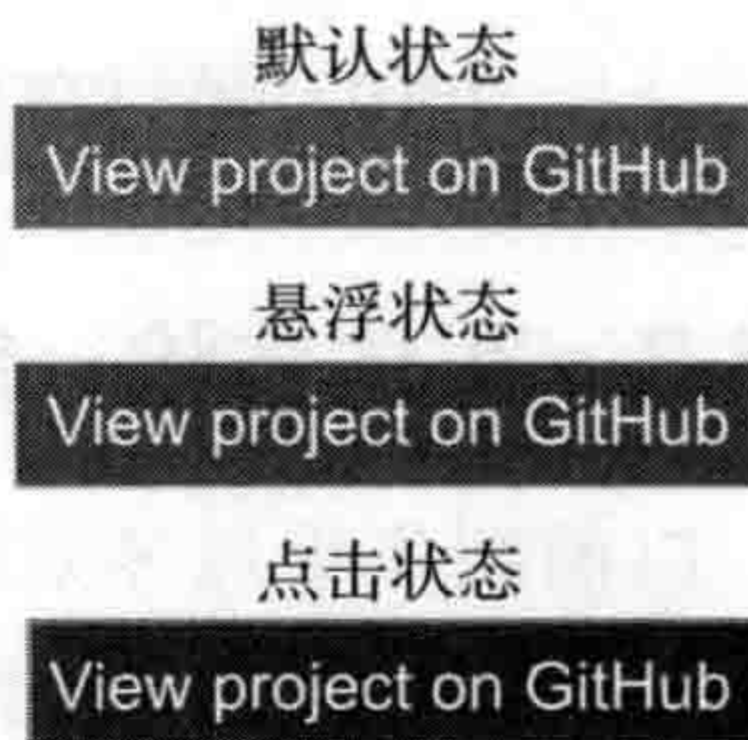 默认状态
View project on GitHub
悬浮状态
View project on GitHub
点击状态
View project on GitHub